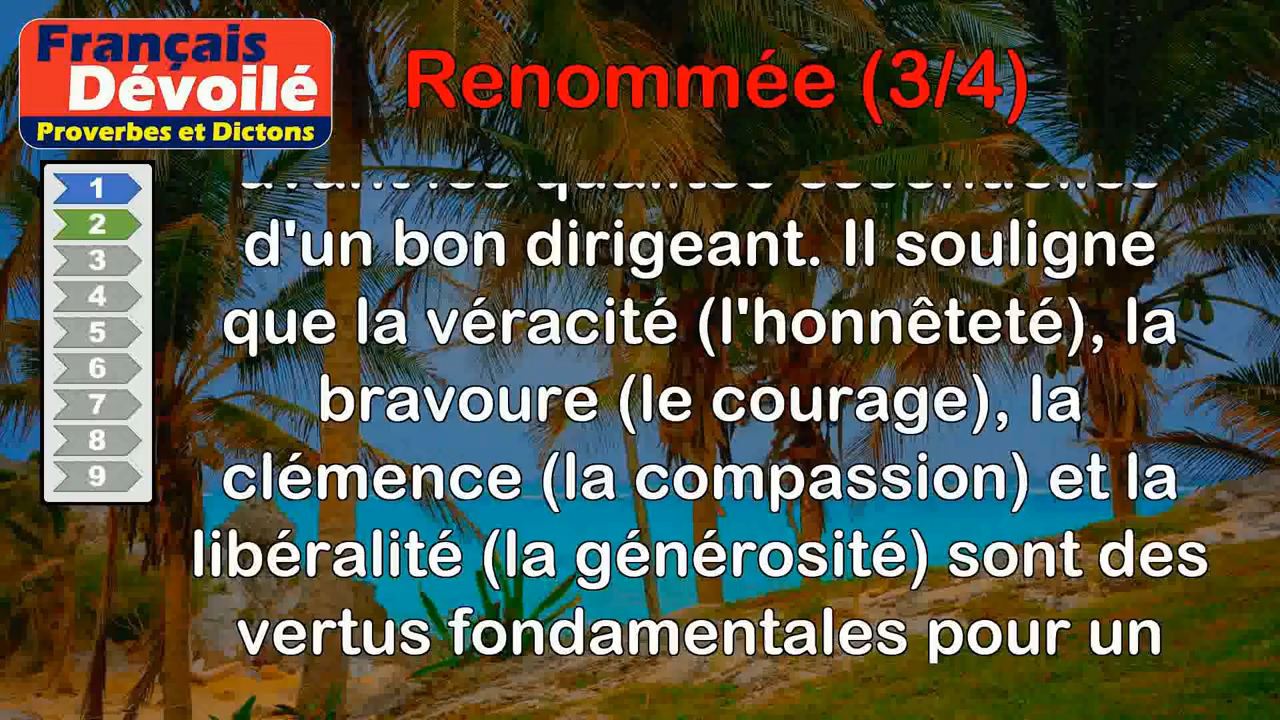 Français
Dévoilé
Proverbes et Dictons
Renommée (3/4)
1
2
3
4
5
6
7
8
9
d'un bon dirigeant. Il souligne
que la véracité (l'honnêteté), la
bravoure (le courage), la
clémence (la compassion) et la
libéralité (la générosité) sont des
vertus fondamentales pour un